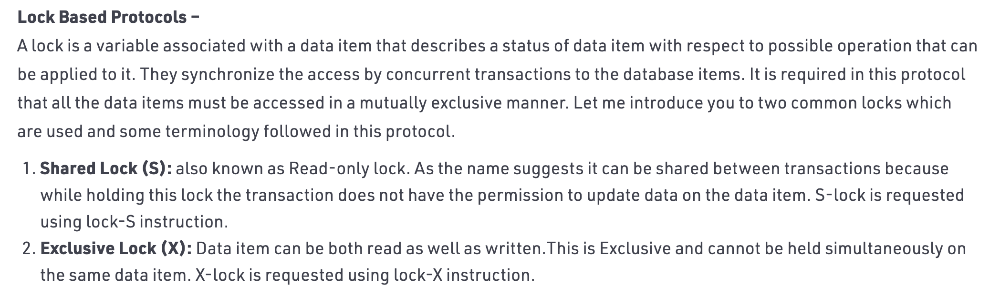 Lock Based Protocols –
A lock is a variable associated with a data item that describes a status of data item with respect to possible operation that can
be applied to it. They synchronize the access by concurrent transactions to the database items. It is required in this protocol
that all the data items must be accessed in a mutually exclusive manner. Let me introduce you to two common locks which
are used and some terminology followed in this protocol.
1. Shared Lock (S): also known as Read-only lock. As the name suggests it can be shared between transactions because
while holding this lock the transaction does not have the permission to update data on the data item. S-lock is requested
using lock-S instruction.
2. Exclusive Lock (X): Data item can be both read as well as written.This is Exclusive and cannot be held simultaneously on
the same data item. X-lock is requested using lock-X instruction.